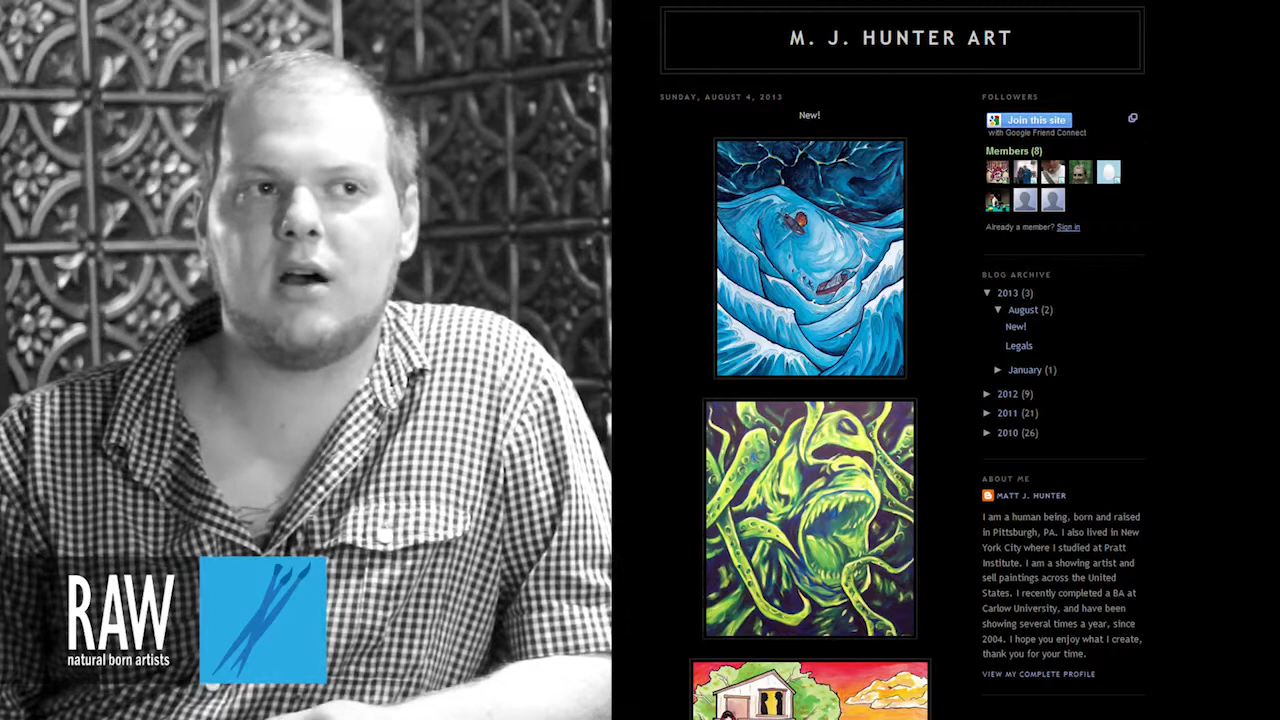 RAW
natural born artists
M. J. HUNTER ART
SUNDAY, AUGUST 4, 2013
New!
FOLLOWERS
Join this site
with Google Friend Connect
Members (8)
Already a member? Sign in
BLOG ARCHIVE
▼ 2013 (3)
▼ August (2)
New!
Legals
► January (1)
► 2012 (9)
► 2011 (21)
► 2010 (26)
ABOUT ME
MATT J. HUNTER
I am a human being, born and raised
in Pittsburgh, PA. I also lived in New
York City where I studied at Pratt
Institute. I am a showing artist and
sell paintings across the United
States. I recently completed a BA at
Carlow University, and have been
showing several times a year, since
2004. I hope you enjoy what I create,
thank you for your time.
VIEW MY COMPLETE PROFILE